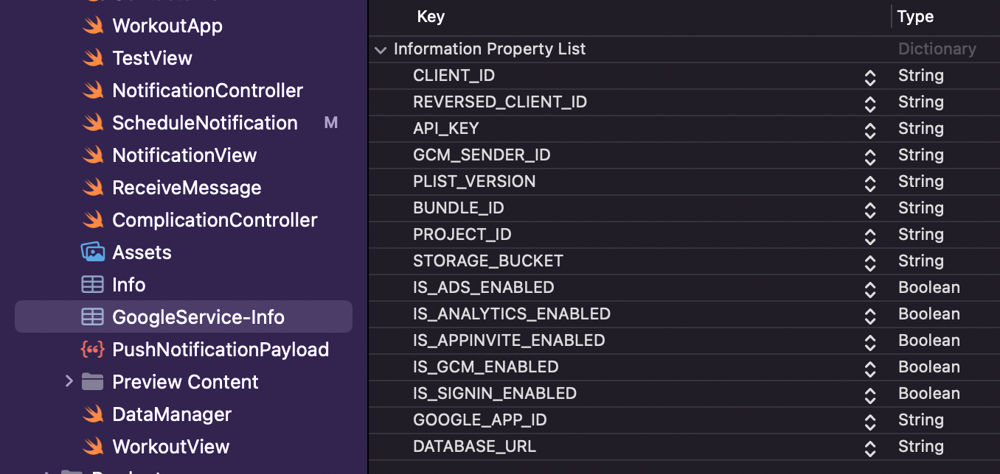 WorkoutApp
TestView
NotificationController
ScheduleNotification M
NotificationView
ReceiveMessage
ComplicationController
Assets
Info
GoogleService-Info
PushNotificationPayload
Preview Content
DataManager
WorkoutView
Key Type
Information Property List Dictionary
CLIENT_ID String
REVERSED_CLIENT_ID String
API_KEY String
GCM_SENDER_ID String
PLIST_VERSION String
BUNDLE_ID String
PROJECT_ID String
STORAGE_BUCKET String
IS_ADS_ENABLED Boolean
IS_ANALYTICS_ENABLED Boolean
IS_APPINVITE_ENABLED Boolean
IS_GCM_ENABLED Boolean
IS_SIGNIN_ENABLED Boolean
GOOGLE_APP_ID String
DATABASE_URL String